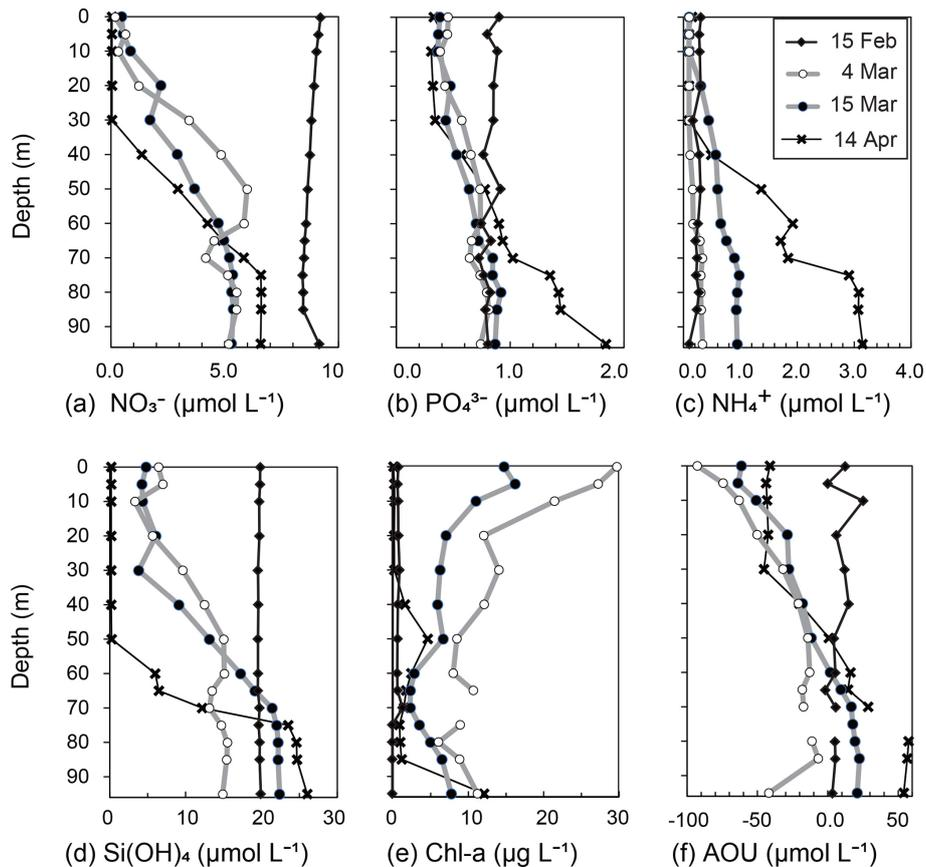 0
10
20
30
40
50
60
70
80
90
Depth (m)
0.0 5.0 10
(a) NO₃⁻ (µmol L⁻¹)
0.0 1.0 2.0
(b) PO₄³⁻ (µmol L⁻¹)
15 Feb
4 Mar
15 Mar
14 Apr
0.0 1.0 2.0 3.0 4.0
(c) NH₄⁺ (µmol L⁻¹)
0
10
20
30
40
50
60
70
80
90
Depth (m)
0 10 20 30
(d) Si(OH)₄ (µmol L⁻¹)
0 10 20 30
(e) Chl-a (µg L⁻¹)
-100 -50 0.0 60
(f) AOU (µmol L⁻¹)